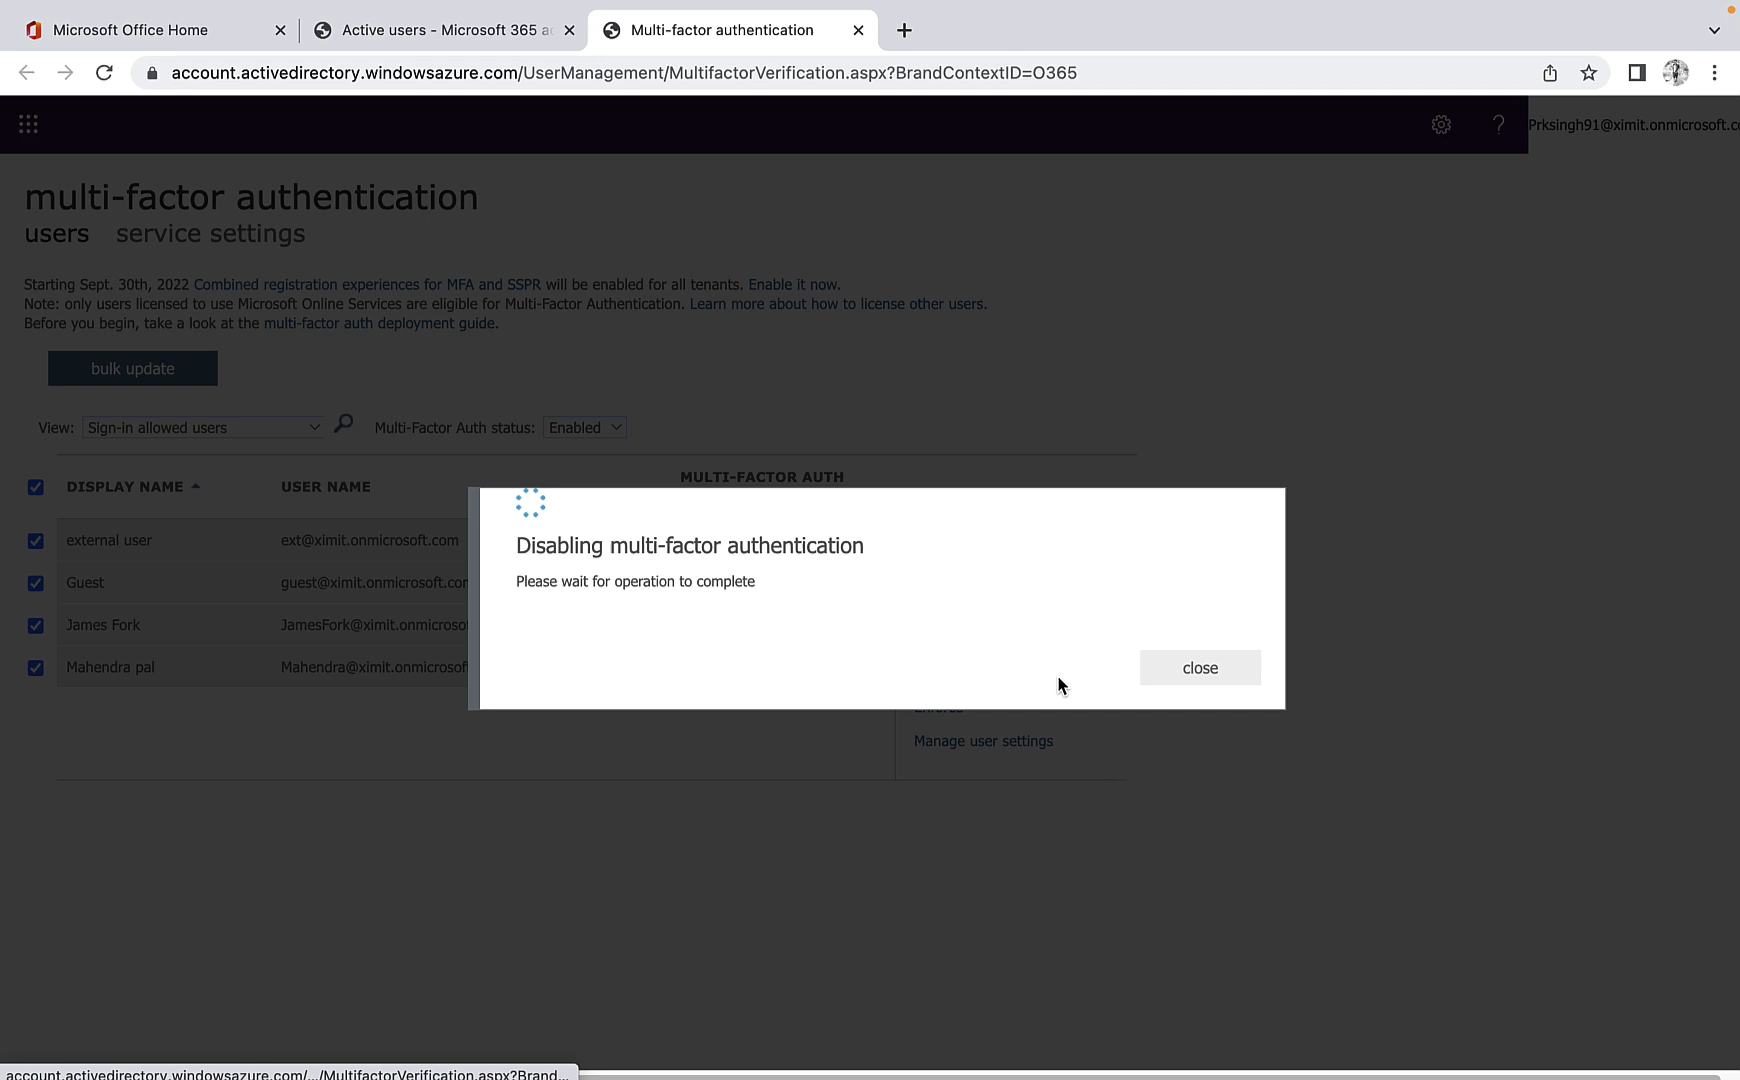 Microsoft Office Home
Active users - Microsoft 365 a
Multi-factor authentication
account.activedirectory.windowsazure.com/UserManagement/MultifactorVerification.aspx?BrandContextID=O365
Prksingh91@ximit.onmicrosoft.c
multi-factor authentication
users service settings
Starting Sept. 30th, 2022 Combined registration experiences for MFA and SSPR will be enabled for all tenants. Enable it now.
Note: only users licensed to use Microsoft Online Services are eligible for Multi-Factor Authentication. Learn more about how to license other users.
Before you begin, take a look at the multi-factor auth deployment guide.
bulk update
View: Sign-in allowed users Multi-Factor Auth status: Enabled
DISPLAY NAME USER NAME MULTI-FACTOR AUTH
external user ext@ximit.onmicrosoft.com
Guest guest@ximit.onmicrosoft.co
James Fork JamesFork@ximit.onmicroso
Mahendra pal Mahendra@ximit.onmicrosof
Disabling multi-factor authentication
Please wait for operation to complete
close
Manage user settings
account.activedirectory.windowsazure.com/.../MultifactorVerification.aspx?Brand...